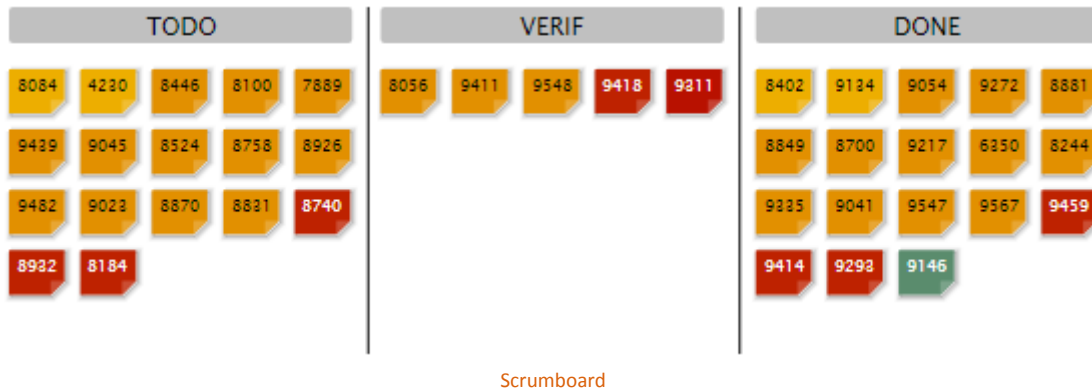 TODO VERIF DONE
8084 4230 8446 8100 7889 8056 9411 9548 9418 9311 8402 9134 9054 9272 8881
9439 9045 8524 8758 8926 8849 8700 9217 6350 8244
9482 9023 8870 8831 8740 9335 9041 9547 9567 9459
8932 8184 9414 9293 9146
Scrumboard